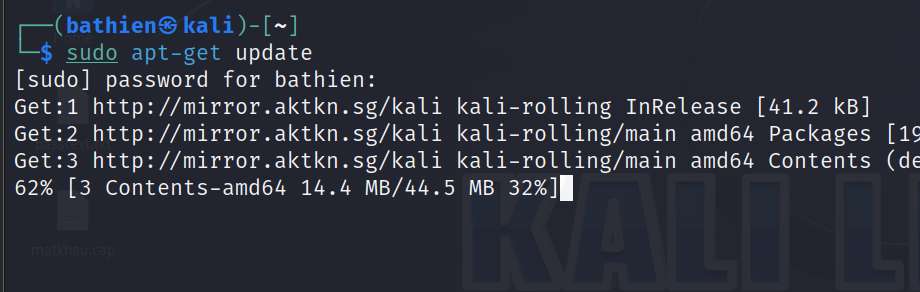 ┌──(bathien㉿kali)-[~]
└─$ sudo apt-get update
[sudo] password for bathien:
Get:1 http://mirror.aktkn.sg/kali kali-rolling InRelease [41.2 kB]
Get:2 http://mirror.aktkn.sg/kali kali-rolling/main amd64 Packages [19
Get:3 http://mirror.aktkn.sg/kali kali-rolling/main amd64 Contents (de
62% [3 Contents-amd64 14.4 MB/44.5 MB 32%]
KALI LI
matkhau.cap